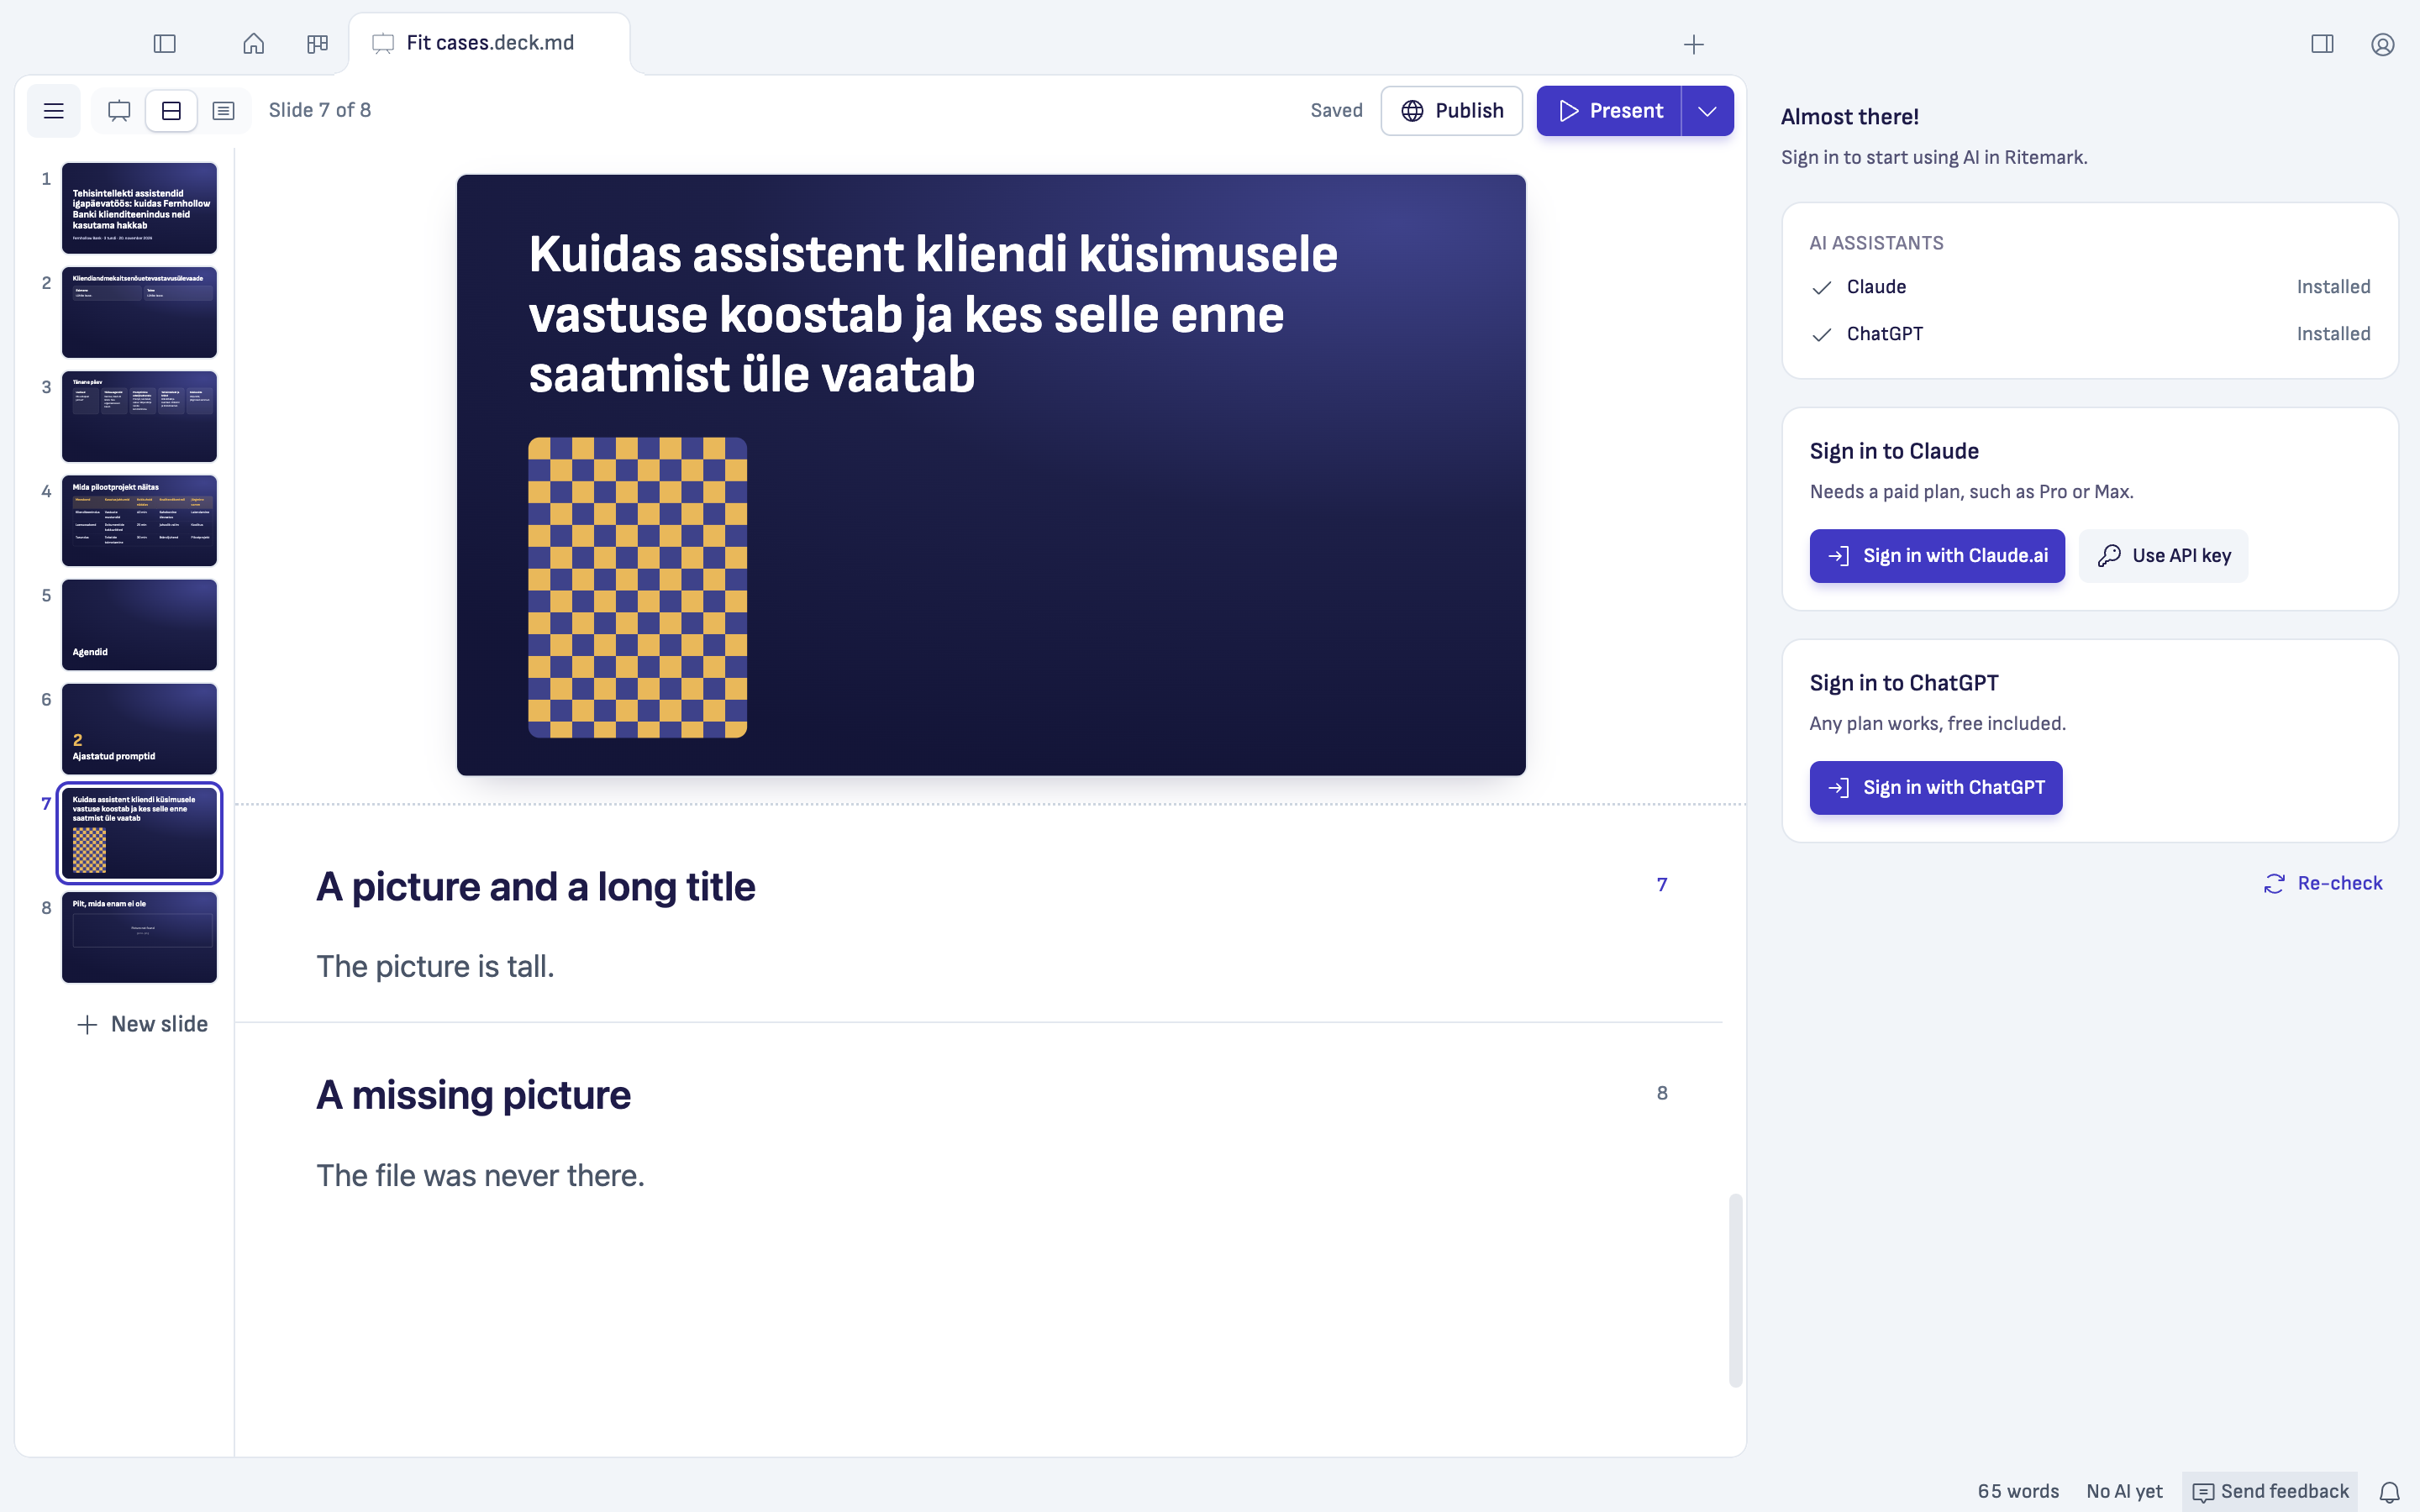 Fit cases.deck.md
Slide 7 of 8
Saved
Publish
Present
1
Tehisintellekti assistendid
igapäevatöös: kuidas Fernhollow
Banki klienditeenindus neid
kasutama hakkab
2
Kliendiandmekaitsenõuetevastavusülevaade
3
Tänane päev
4
Mida pilootprojekt näitas
5
Agendid
6
2
Ajastatud promptid
7
Kuidas assistent kliendi küsimusele
vastuse koostab ja kes selle enne
saatmist üle vaatab
8
Pilt, mida enam ei ole
New slide
Kuidas assistent kliendi küsimusele
vastuse koostab ja kes selle enne
saatmist üle vaatab
A picture and a long title
7
The picture is tall.
A missing picture
8
The file was never there.
Almost there!
Sign in to start using AI in Ritemark.
AI ASSISTANTS
Claude Installed
ChatGPT Installed
Sign in to Claude
Needs a paid plan, such as Pro or Max.
Sign in with Claude.ai
Use API key
Sign in to ChatGPT
Any plan works, free included.
Sign in with ChatGPT
Re-check
65 words
No AI yet
Send feedback